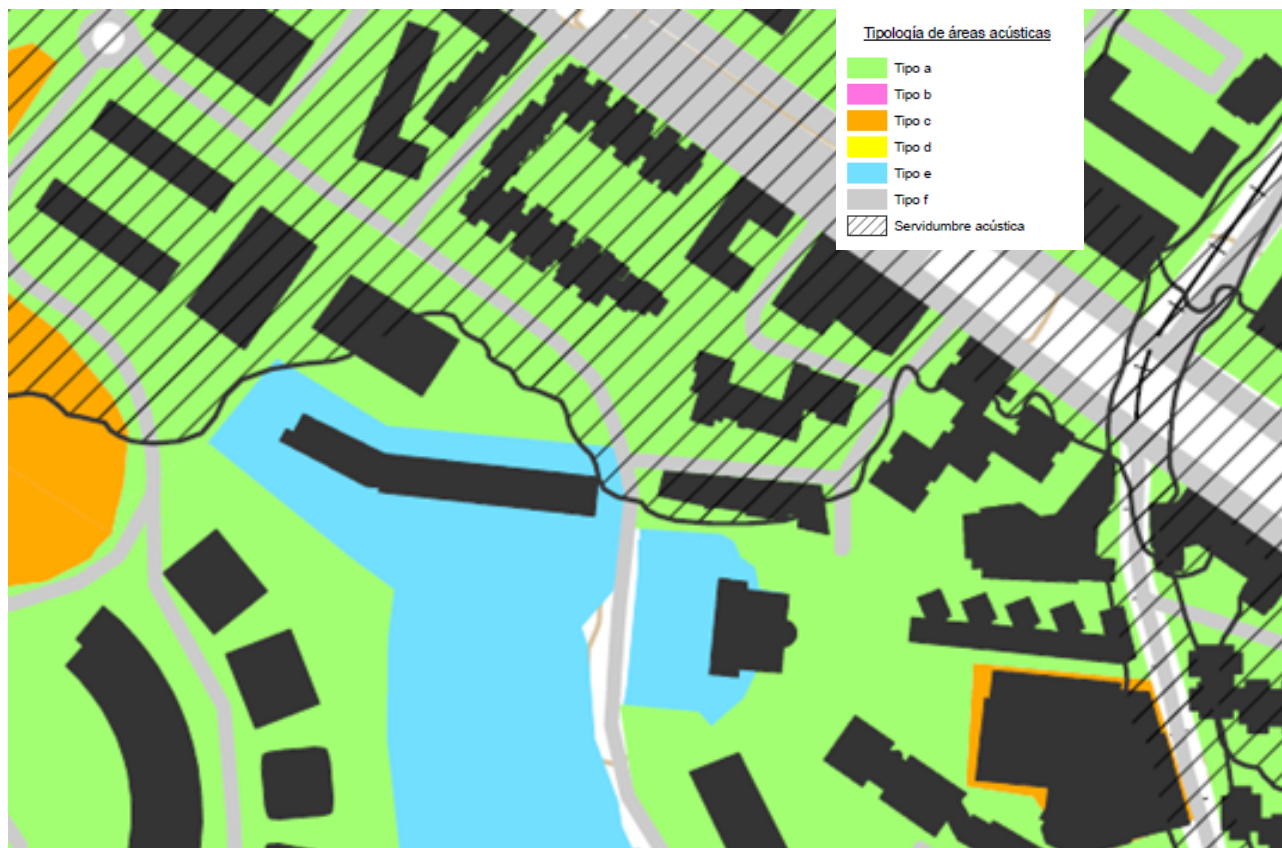 Tipología de áreas acústicas
Tipo a
Tipo b
Tipo c
Tipo d
Tipo e
Tipo f
Servidumbre acústica